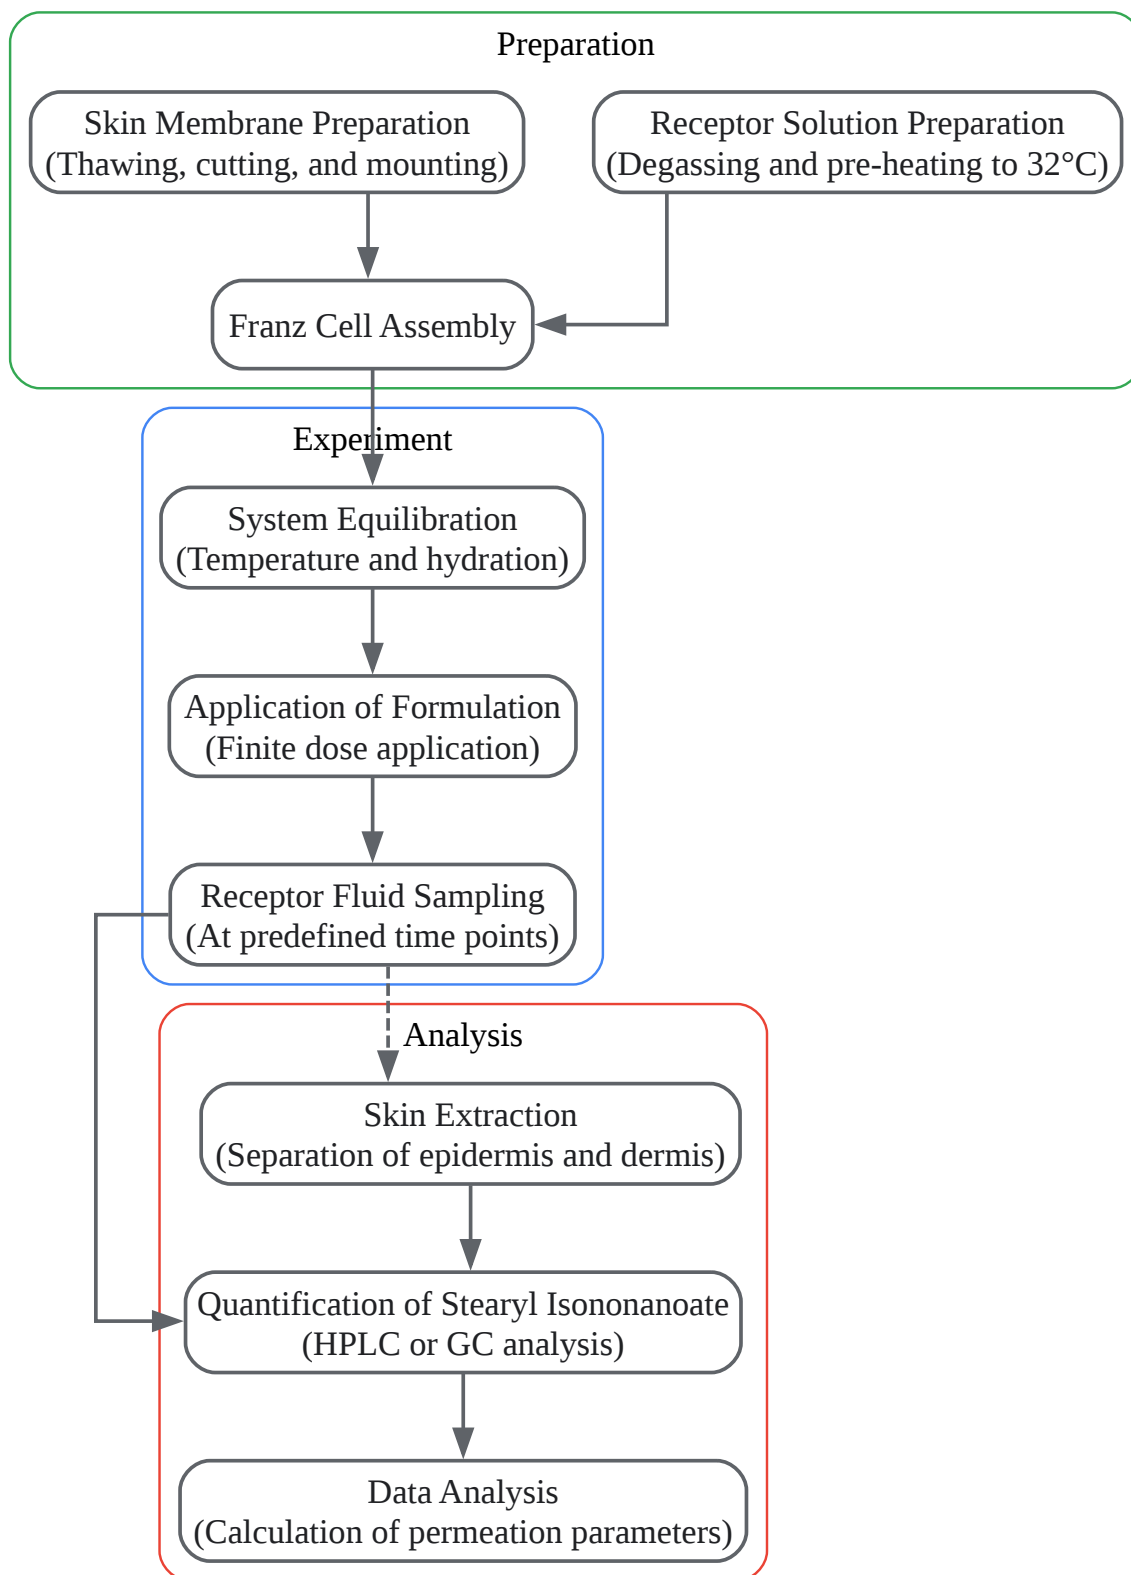 Preparation
Skin Membrane Preparation
(Thawing, cutting, and mounting)
Receptor Solution Preparation
(Degassing and pre-heating to 32°C)
Franz Cell Assembly
Experiment
System Equilibration
(Temperature and hydration)
Application of Formulation
(Finite dose application)
Receptor Fluid Sampling
(At predefined time points)
Analysis
Skin Extraction
(Separation of epidermis and dermis)
Quantification of Stearyl Isononanoate
(HPLC or GC analysis)
Data Analysis
(Calculation of permeation parameters)